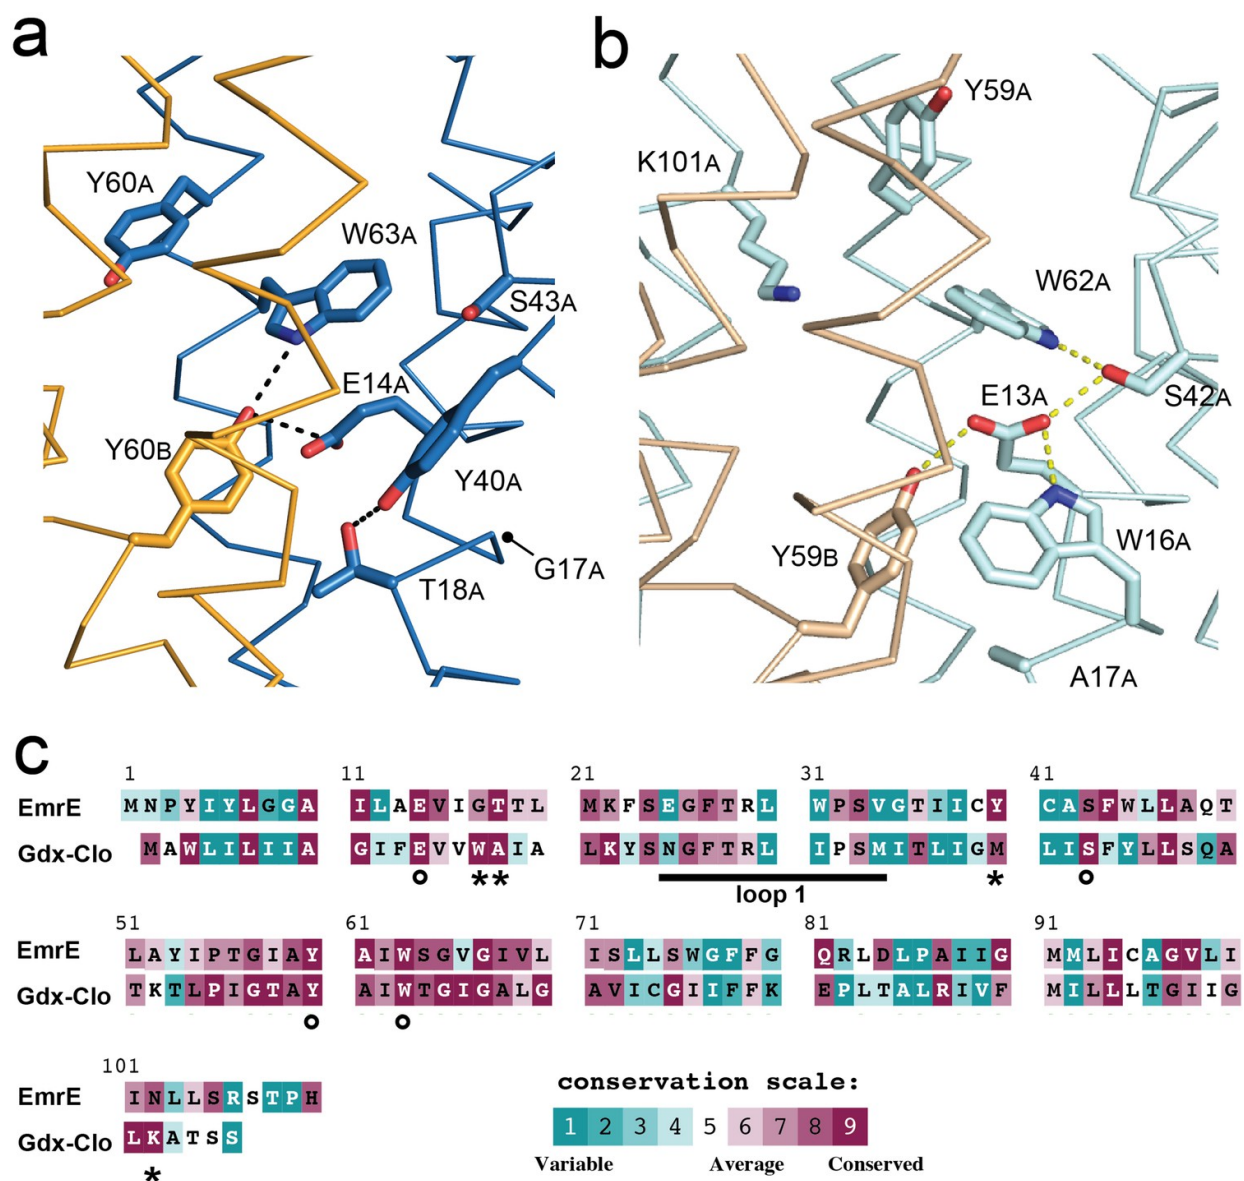 a
b
Y60A
W63A
S43A
E14A
Y60B
Y40A
G17A
T18A
Y59A
K101A
W62A
E13A
S42A
Y59B
W16A
A17A
c
1 11 21 31 41
EmrE MNPYIYLGGA ILAEVIGTTL MKFSEGFTRL WPSVGTIICY CASFWLLAQT
Gdx-Clo MAWLILIIA GIFEVVWAIA LKYSNGFTRL IPSMITLIGM LISFYLLSQA
* * *
loop 1
51 61 71 81 91
EmrE LAYIPTGIAY AIWSGVGIVL ISLLSWGFFG QRLDLPAIIG MMLICAGVLI
Gdx-Clo TKTLPIGTAY AIWTGIGALG AVICGIIFFK EPLTALRIVF MILLLTGIIG
101
EmrE INLLSRSTPH
Gdx-Clo LKATSS
*
conservation scale:
1 2 3 4 5 6 7 8 9
Variable Average Conserved